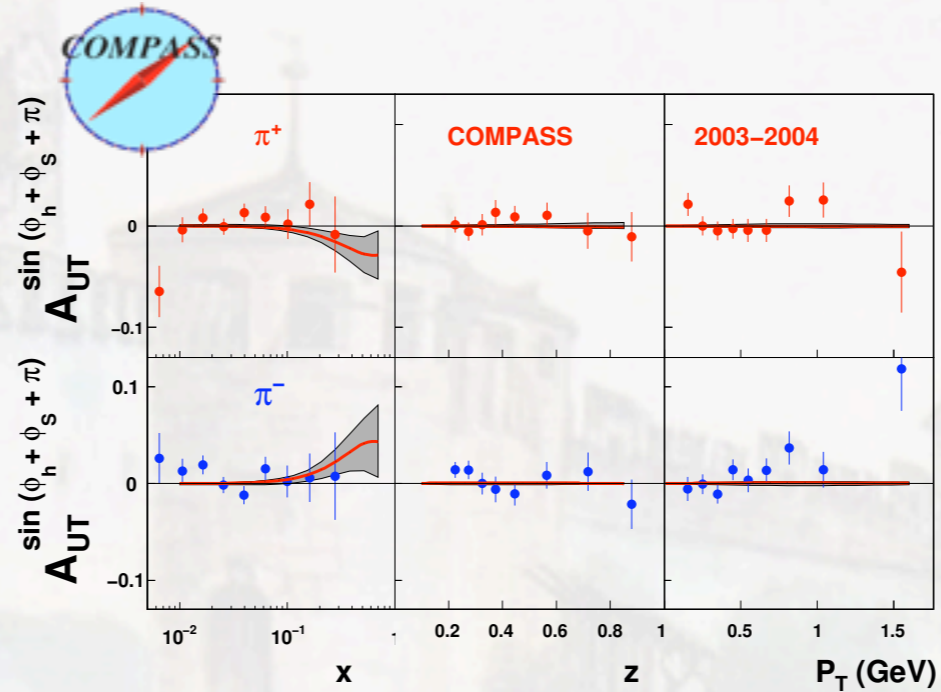 COMPASS
A_UT^sin (ϕ_h + ϕ_S + π)
π⁺
COMPASS
2003−2004
0
−0.1
A_UT^sin (ϕ_h + ϕ_S + π)
π⁻
0.1
0
−0.1
10⁻² 10⁻¹ 0.2 0.4 0.6 0.8 1 0.5 1 1.5
x z P_T (GeV)